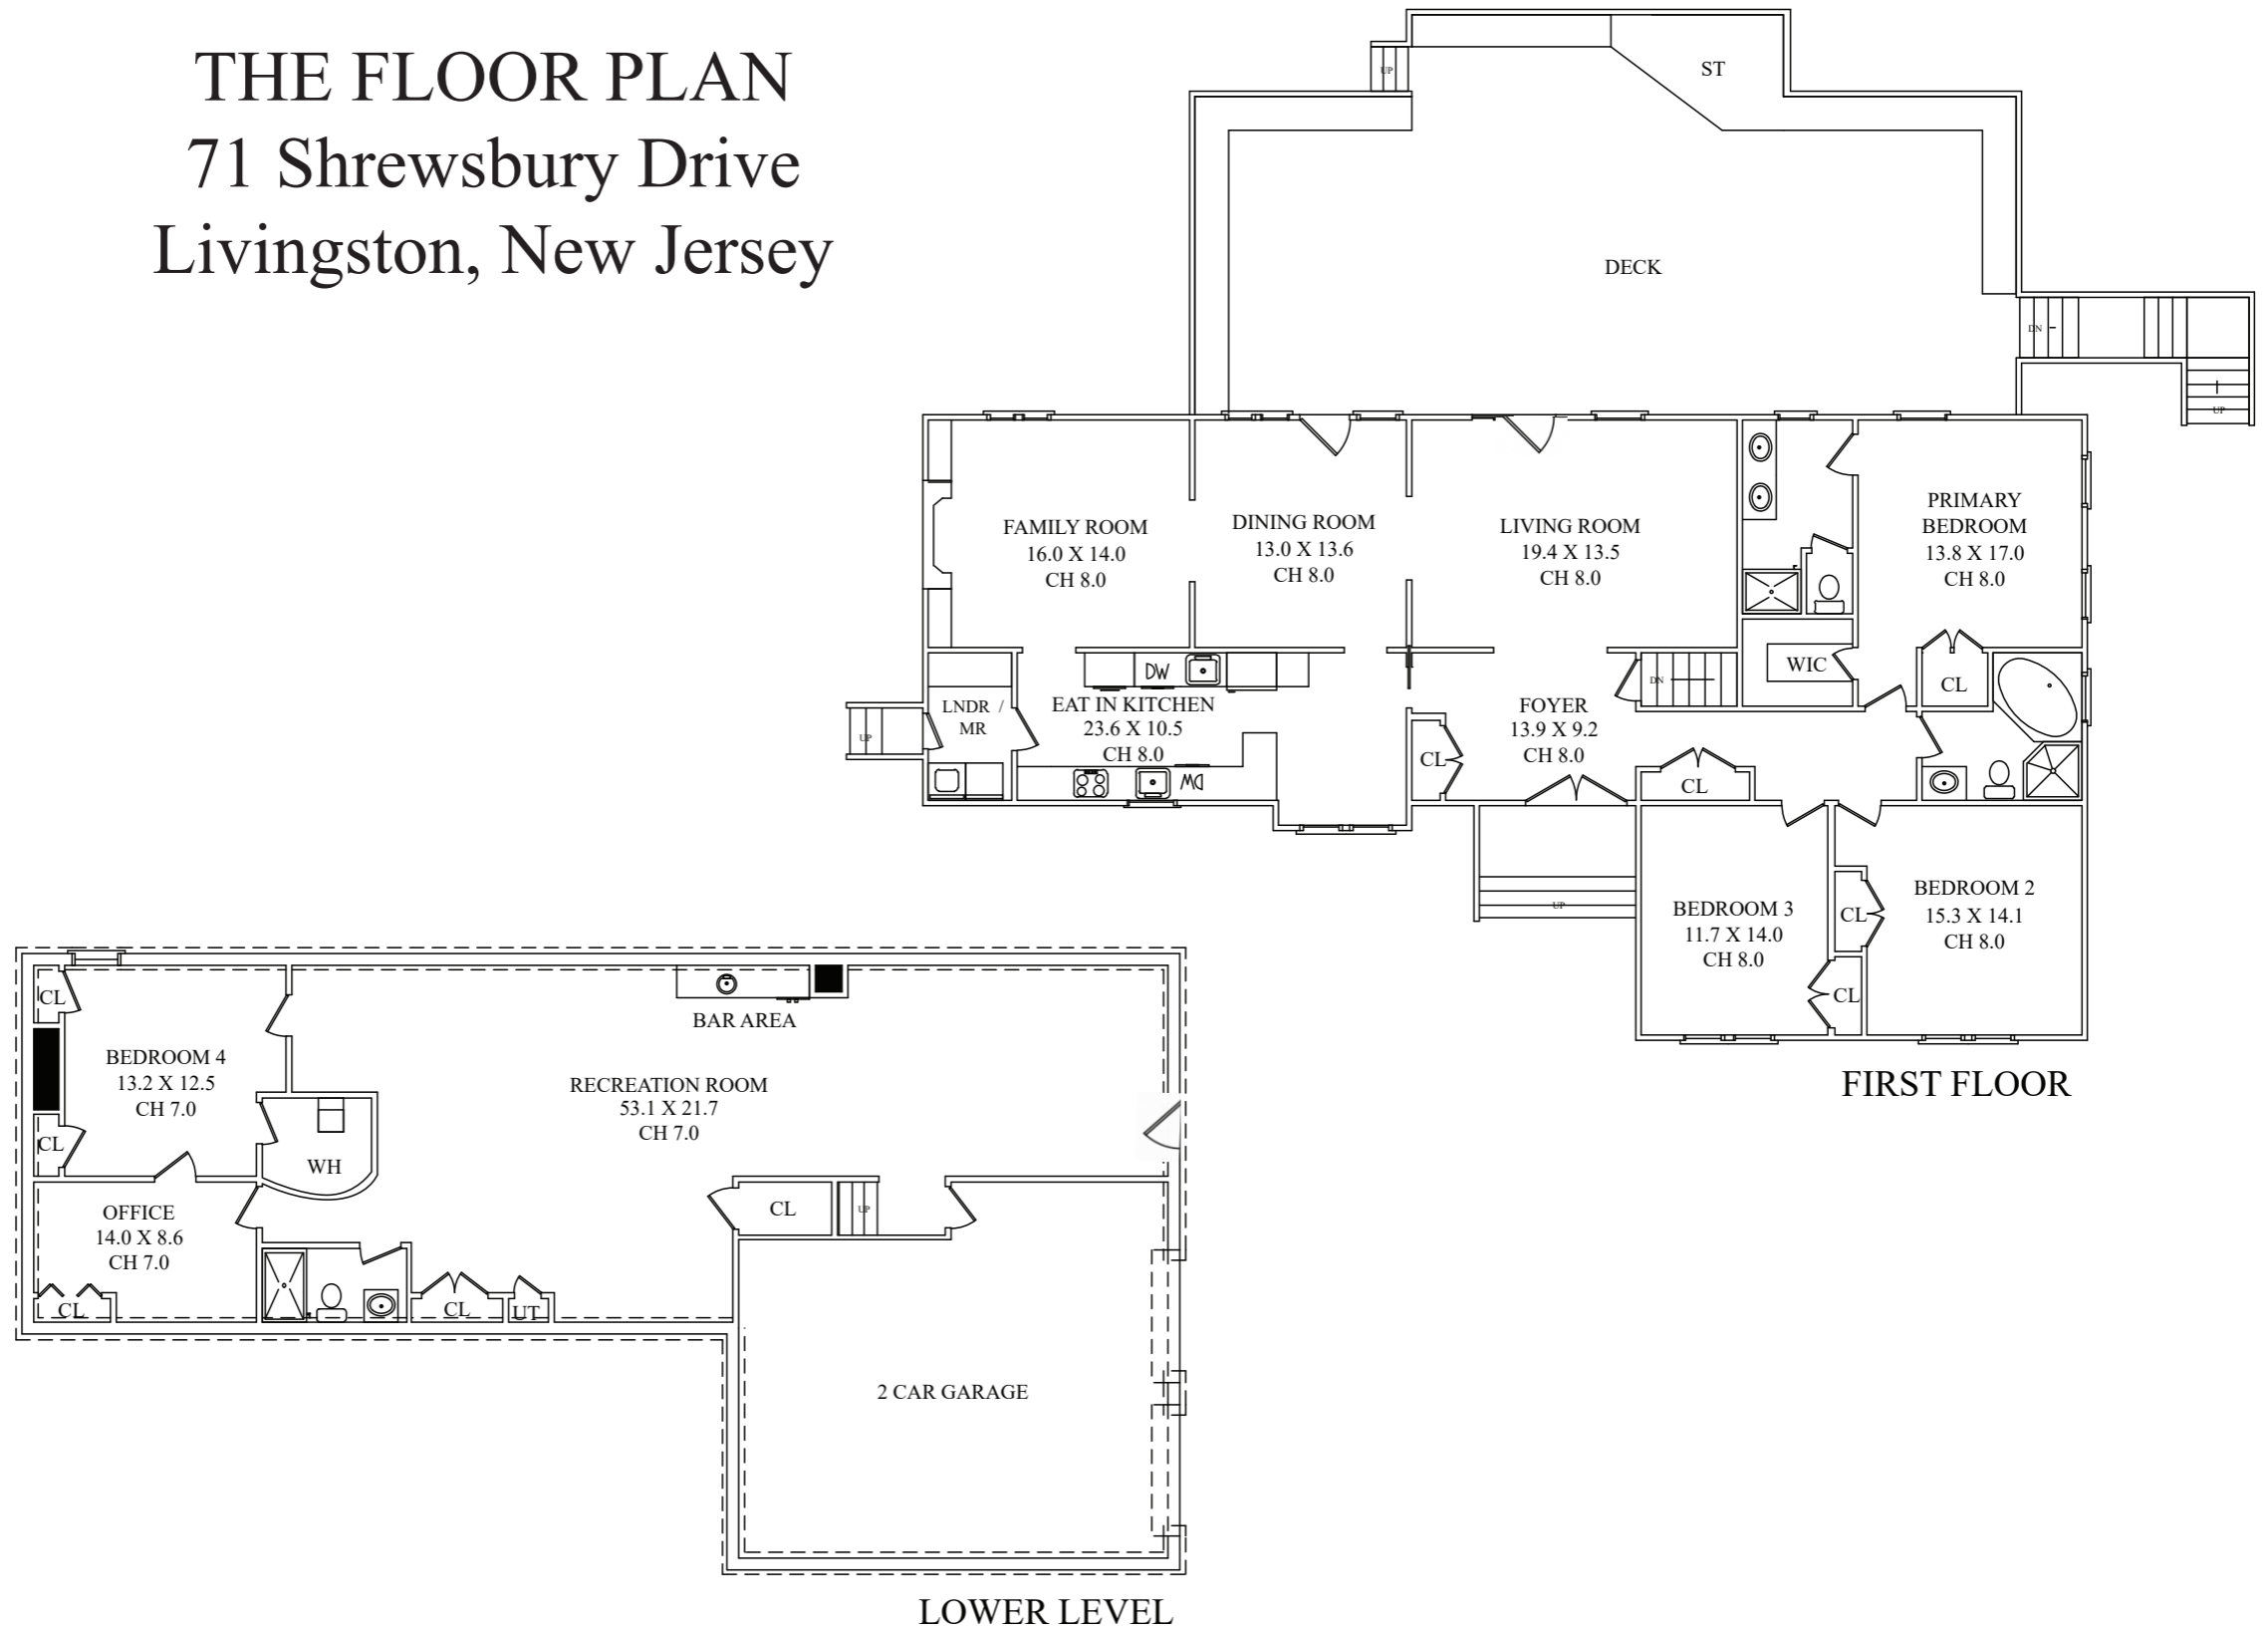 THE FLOOR PLAN
71 Shrewsbury Drive
Livingston, New Jersey
UP
ST
DECK
DN
UP
FAMILY ROOM
16.0 X 14.0
CH 8.0
DINING ROOM
13.0 X 13.6
CH 8.0
LIVING ROOM
19.4 X 13.5
CH 8.0
PRIMARY
BEDROOM
13.8 X 17.0
CH 8.0
WIC
CL
DW
DN
LNDR /
MR
UP
EAT IN KITCHEN
23.6 X 10.5
CH 8.0
DW
CL
FOYER
13.9 X 9.2
CH 8.0
CL
UP
BEDROOM 3
11.7 X 14.0
CH 8.0
CL
CL
BEDROOM 2
15.3 X 14.1
CH 8.0
FIRST FLOOR
CL
BEDROOM 4
13.2 X 12.5
CH 7.0
CL
WH
BAR AREA
RECREATION ROOM
53.1 X 21.7
CH 7.0
OFFICE
14.0 X 8.6
CH 7.0
CL
CL
UT
CL
UP
2 CAR GARAGE
LOWER LEVEL